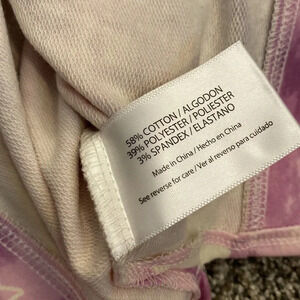 58% COTTON / ALGODON
39% POLYESTER / POLIESTER
3% SPANDEX / ELASTANO
Made in China / Hecho en China
See reverse for care / Ver al reverso para cuidado